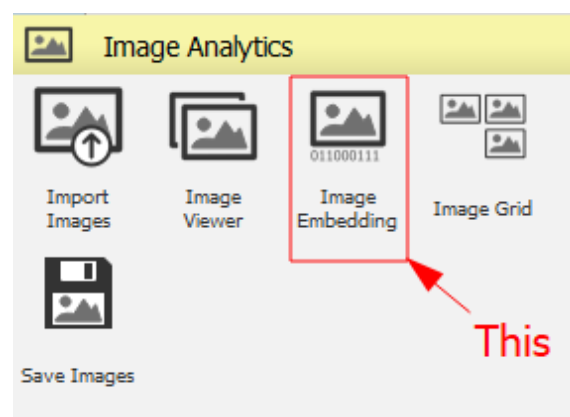 Image Analytics
Import
Images
Image
Viewer
011000111
Image
Embedding
Image Grid
This
Save Images